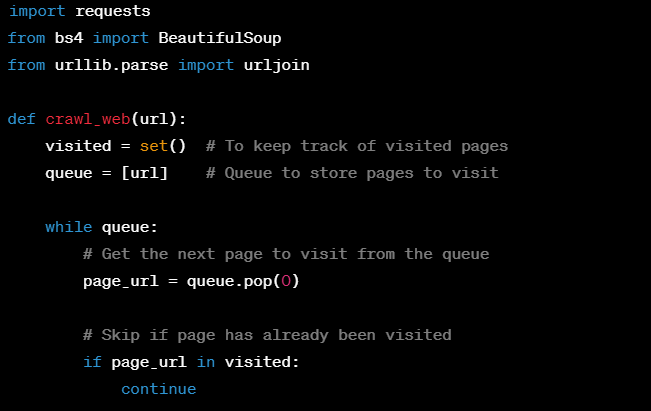 import requests
from bs4 import BeautifulSoup
from urllib.parse import urljoin

def crawl_web(url):
    visited = set()  # To keep track of visited pages
    queue = [url]    # Queue to store pages to visit

    while queue:
        # Get the next page to visit from the queue
        page_url = queue.pop(0)

        # Skip if page has already been visited
        if page_url in visited:
            continue